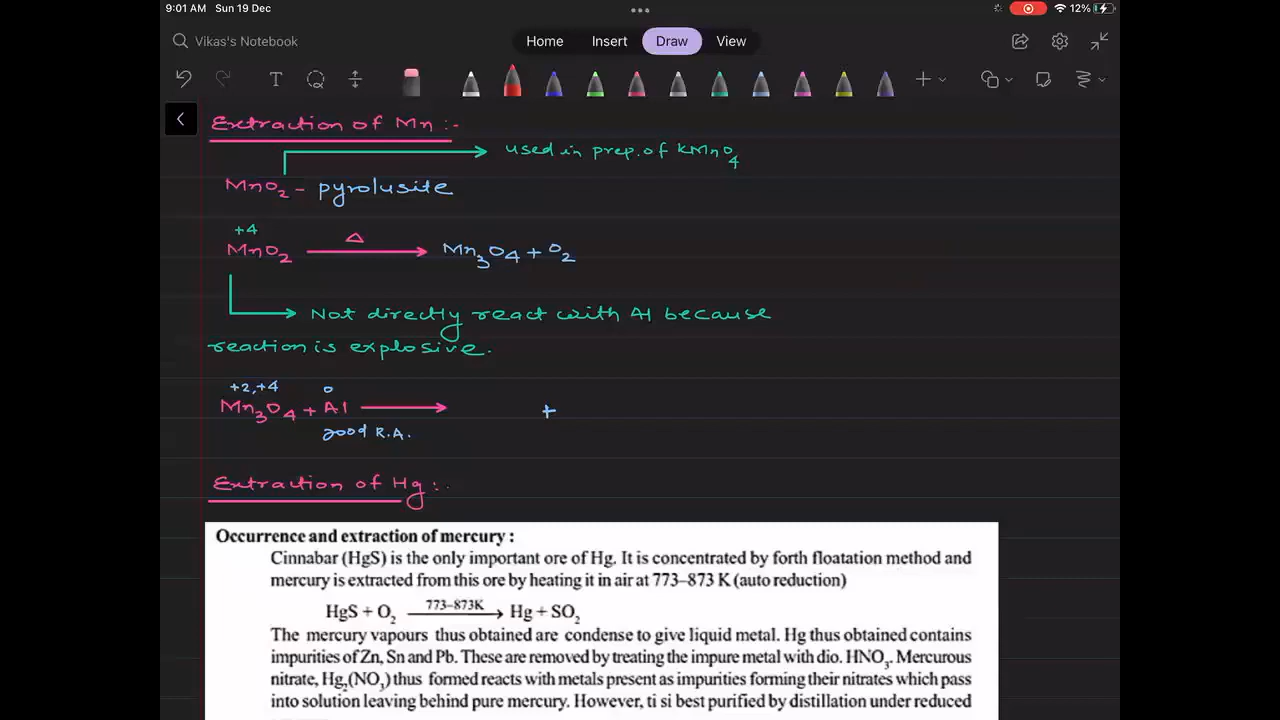 9:01 AM Sun 19 Dec
12%
Vikas's Notebook
Home Insert Draw View
Extraction of Mn :-
used in prep. of KMnO4
MnO2 - pyrolusite
+4
MnO2 Δ Mn3O4 + O2
Not directly react with Al because
reaction is explosive.
+2, +4 0
Mn3O4 + Al +
good R.A.
Extraction of Hg :-
Occurrence and extraction of mercury :
Cinnabar (HgS) is the only important ore of Hg. It is concentrated by forth floatation method and
mercury is extracted from this ore by heating it in air at 773–873 K (auto reduction)
HgS + O2 773–873K Hg + SO2
The mercury vapours thus obtained are condense to give liquid metal. Hg thus obtained contains
impurities of Zn, Sn and Pb. These are removed by treating the impure metal with dio. HNO3. Mercurous
nitrate, Hg2(NO3) thus formed reacts with metals present as impurities forming their nitrates which pass
into solution leaving behind pure mercury. However, ti si best purified by distillation under reduced